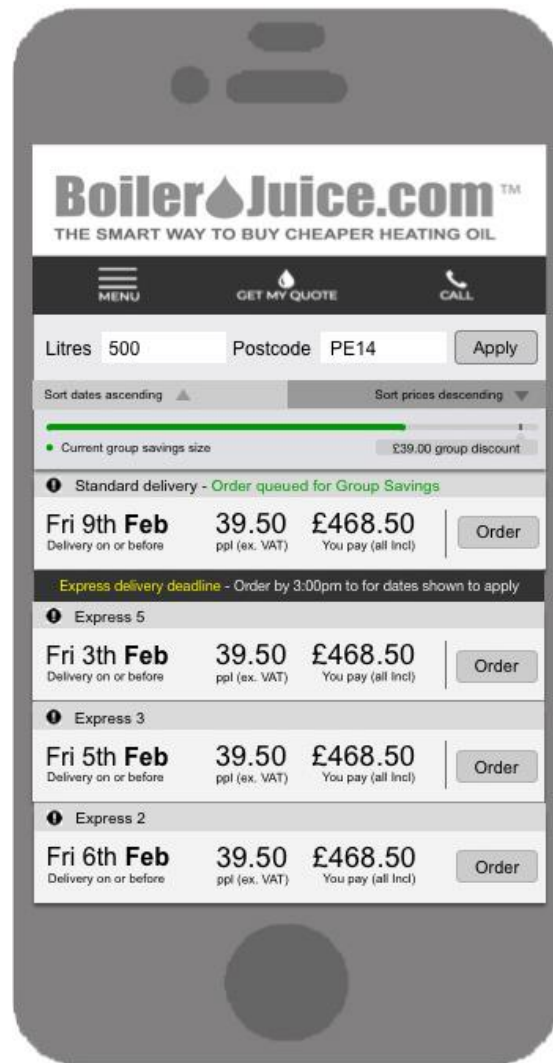 BoilerJuice.com™
THE SMART WAY TO BUY CHEAPER HEATING OIL
MENU GET MY QUOTE CALL
Litres 500 Postcode PE14 Apply
Sort dates ascending Sort prices descending
Current group savings size £39.00 group discount
Standard delivery - Order queued for Group Savings
Fri 9th Feb 39.50 £468.50 Order
Delivery on or before ppl (ex. VAT) You pay (all Incl)
Express delivery deadline - Order by 3:00pm to for dates shown to apply
Express 5
Fri 3th Feb 39.50 £468.50 Order
Delivery on or before ppl (ex. VAT) You pay (all Incl)
Express 3
Fri 5th Feb 39.50 £468.50 Order
Delivery on or before ppl (ex. VAT) You pay (all Incl)
Express 2
Fri 6th Feb 39.50 £468.50 Order
Delivery on or before ppl (ex. VAT) You pay (all Incl)